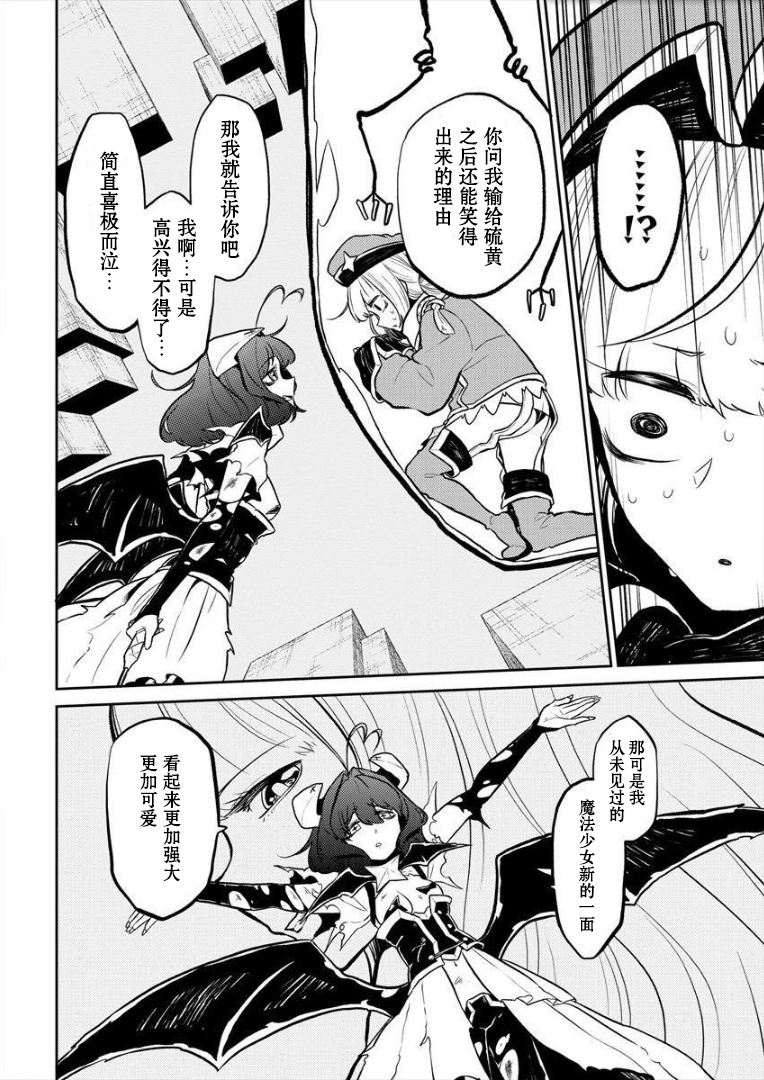 ……!?
你问我输给硫黄
之后还能笑得
出来的理由
那我就告诉你吧
我啊…可是
高兴得不得了…
简直喜极而泣…
那可是我
从未见过的
魔法少女新的一面
看起来更加强大
更加可爱